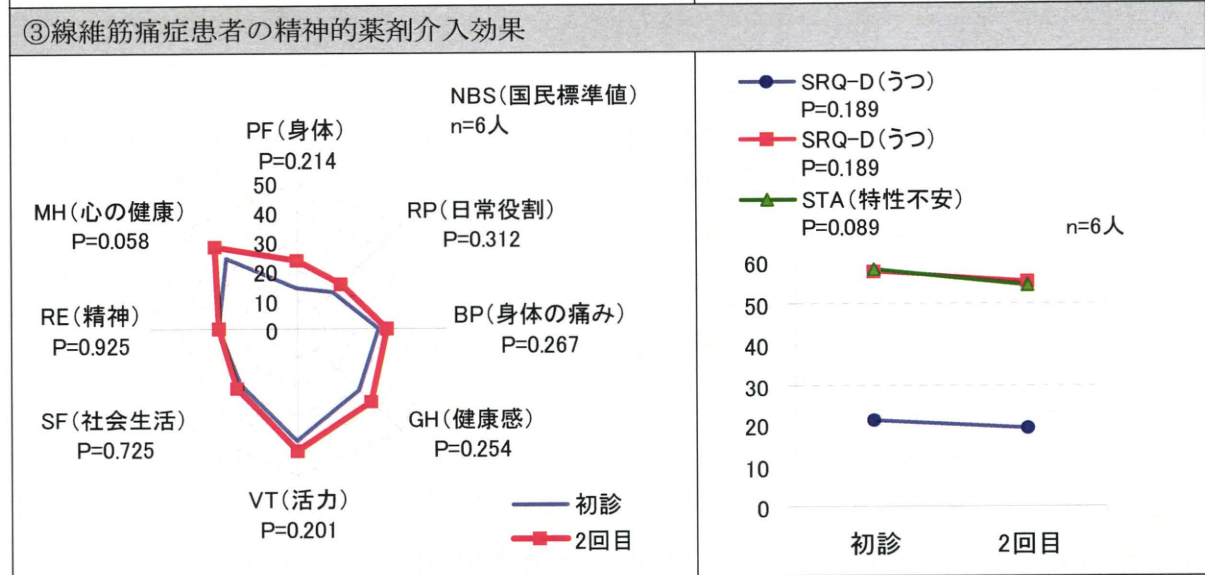 ③線維筋痛症患者の精神的薬剤介入効果
NBS(国民標準値)
n=6人
PF(身体)
P=0.214
50
40
30
20
10
0
RP(日常役割)
P=0.312
BP(身体の痛み)
P=0.267
GH(健康感)
P=0.254
VT(活力)
P=0.201
SF(社会生活)
P=0.725
RE(精神)
P=0.925
MH(心の健康)
P=0.058
初診
2回目
SRQ-D(うつ)
P=0.189
SRQ-D(うつ)
P=0.189
STA(特性不安)
P=0.089
n=6人
60
50
40
30
20
10
0
初診
2回目